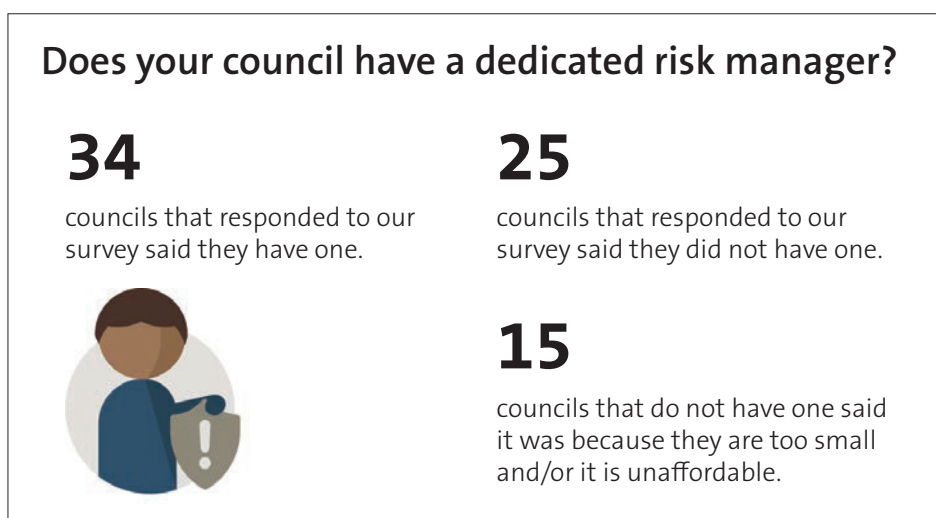 Does your council have a dedicated risk manager?
34
councils that responded to our
survey said they have one.
25
councils that responded to our
survey said they did not have one.
15
councils that do not have one said
it was because they are too small
and/or it is unaffordable.
!